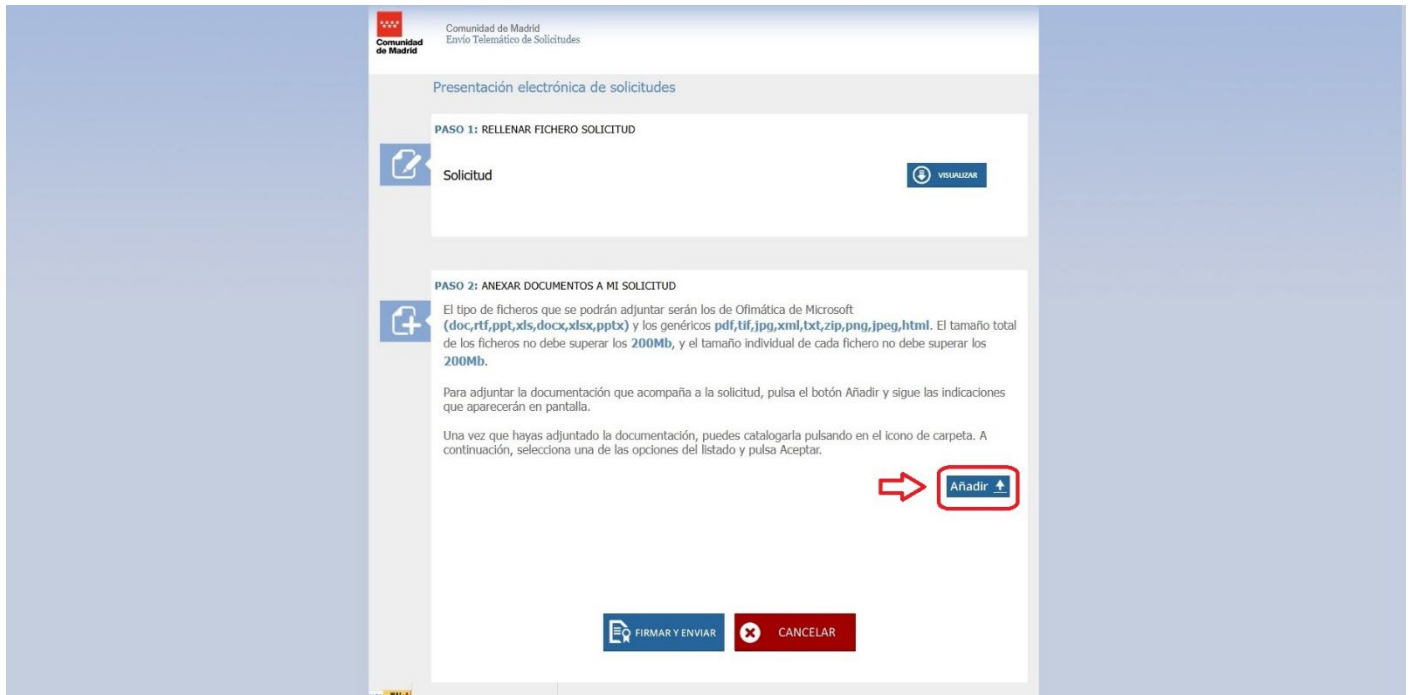 Comunidad
de Madrid
Comunidad de Madrid
Envío Telemático de Solicitudes
Presentación electrónica de solicitudes
PASO 1: RELLENAR FICHERO SOLICITUD
Solicitud
VISUALIZAR
PASO 2: ANEXAR DOCUMENTOS A MI SOLICITUD
El tipo de ficheros que se podrán adjuntar serán los de Ofimática de Microsoft
(doc,rtf,ppt,xls,docx,xlsx,pptx) y los genéricos pdf,tif,jpg,xml,txt,zip,png,jpeg,html. El tamaño total
de los ficheros no debe superar los 200Mb, y el tamaño individual de cada fichero no debe superar los
200Mb.
Para adjuntar la documentación que acompaña a la solicitud, pulsa el botón Añadir y sigue las indicaciones
que aparecerán en pantalla.
Una vez que hayas adjuntado la documentación, puedes catalogarla pulsando en el icono de carpeta. A
continuación, selecciona una de las opciones del listado y pulsa Aceptar.
Añadir
FIRMAR Y ENVIAR
CANCELAR